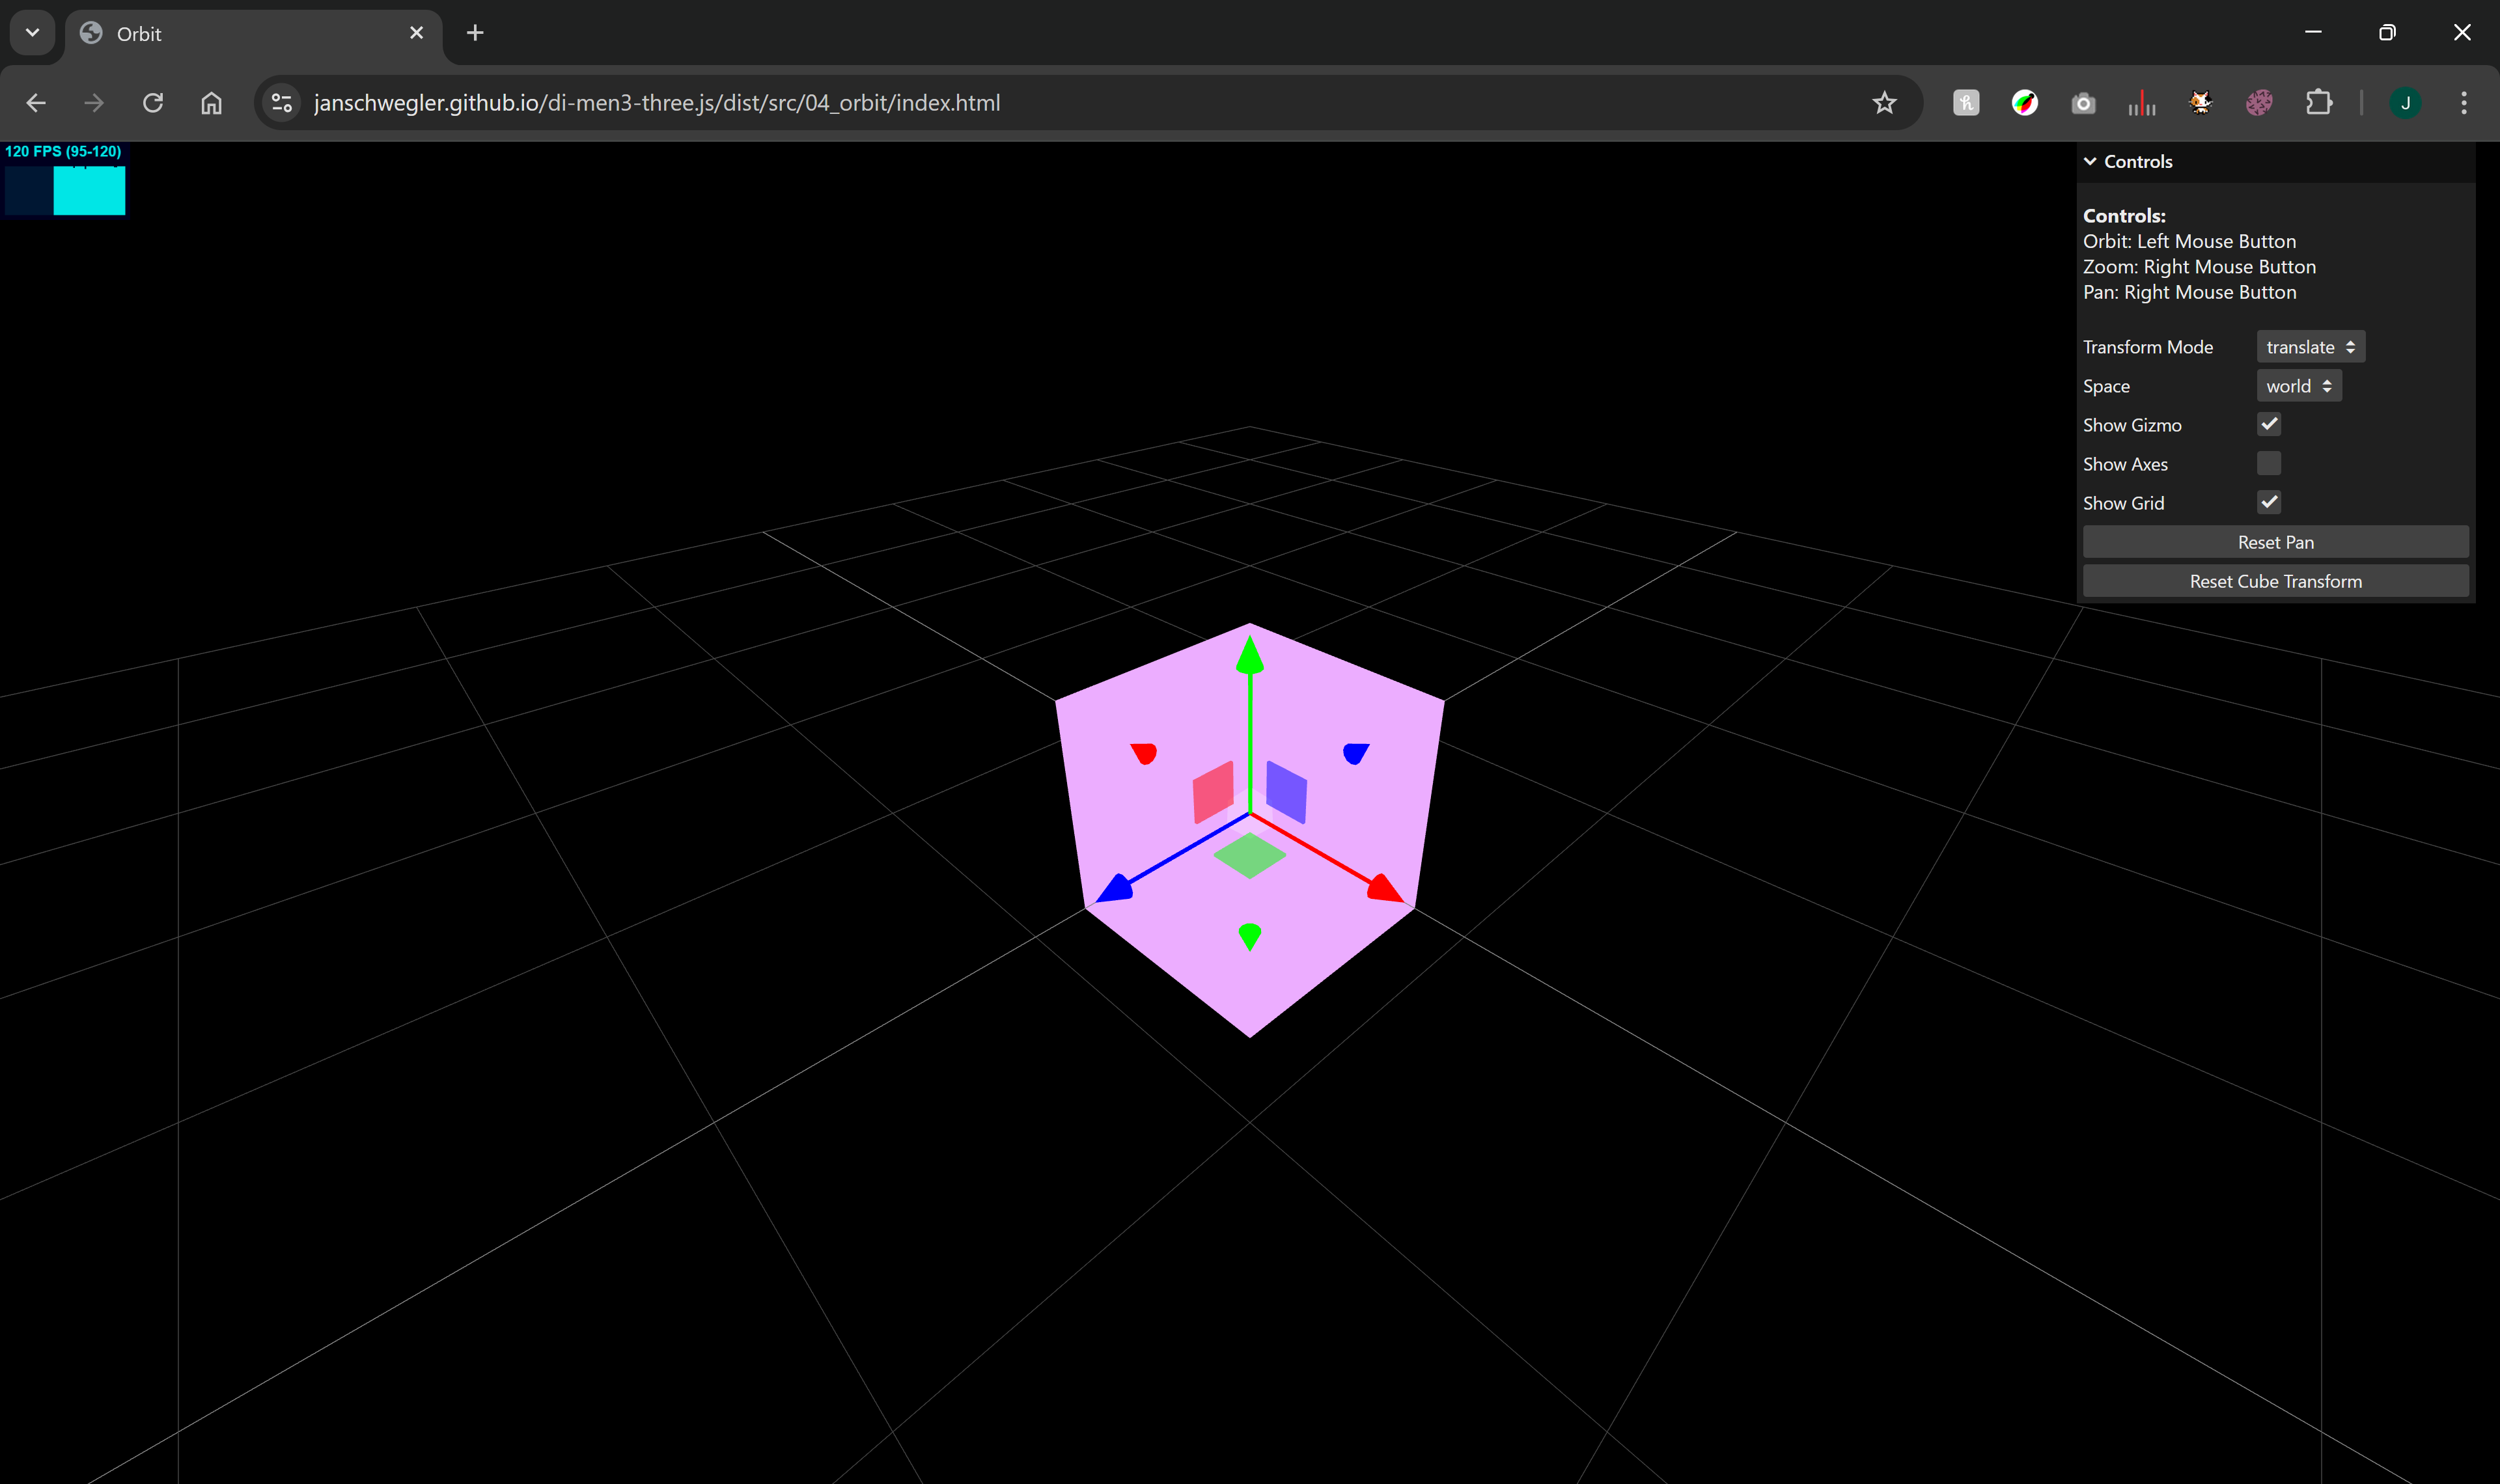 Orbit
janschwegler.github.io/di-men3-three.js/dist/src/04_orbit/index.html
J
120 FPS (95-120)
Controls
Controls:
Orbit: Left Mouse Button
Zoom: Right Mouse Button
Pan: Right Mouse Button
Transform Mode translate
Space world
Show Gizmo
Show Axes
Show Grid
Reset Pan
Reset Cube Transform